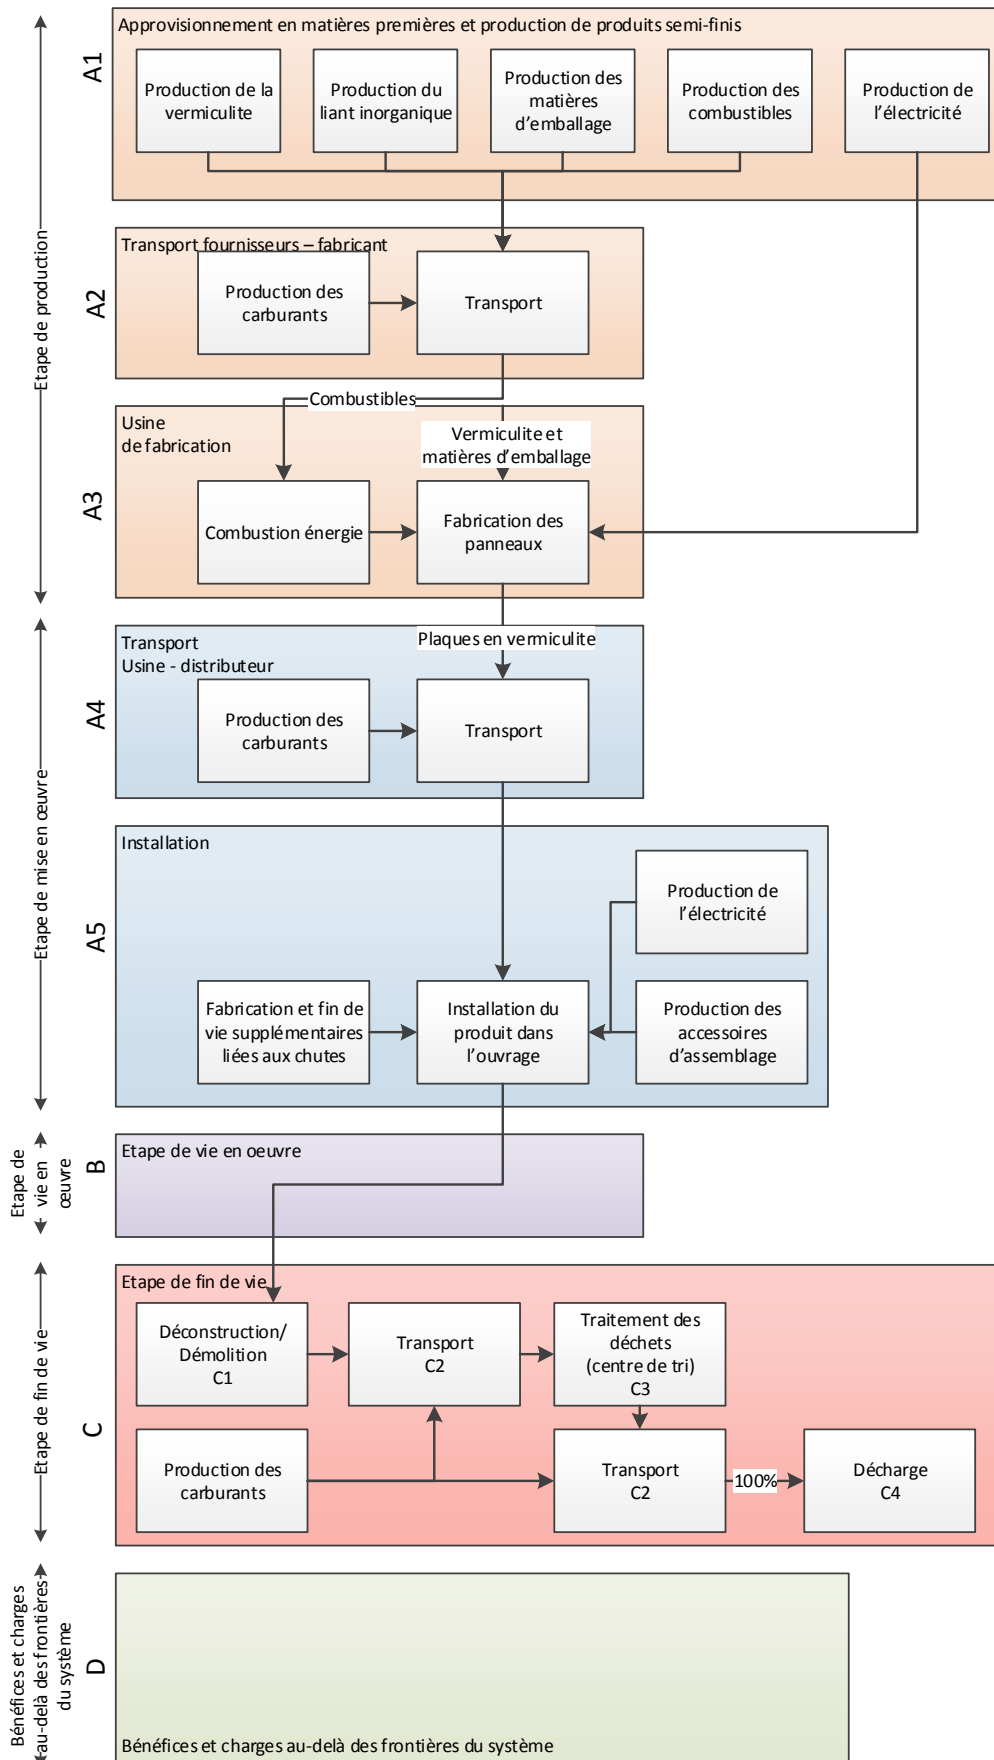 Approvisionnement en matières premières et production de produits semi-finis
A1
Production de la
vermiculite
Production du
liant inorganique
Production des
matières
d'emballage
Production des
combustibles
Production de
l'électricité
Etape de production
A2
Transport fournisseurs – fabricant
Production des
carburants
Transport
Combustibles
A3
Usine
de fabrication
Vermiculite et
matières d'emballage
Combustion énergie
Fabrication des
panneaux
Etape de mise en œuvre
A4
Transport
Usine - distributeur
Plaques en vermiculite
Production des
carburants
Transport
A5
Installation
Production de
l'électricité
Fabrication et fin de
vie supplémentaires
liées aux chutes
Installation du
produit dans
l'ouvrage
Production des
accessoires
d'assemblage
Etape de
vie en
œuvre
B
Etape de vie en oeuvre
Etape de fin de vie
C
Etape de fin de vie
Déconstruction/
Démolition
C1
Transport
C2
Traitement des
déchets
(centre de tri)
C3
Production des
carburants
Transport
C2
100%
Décharge
C4
Bénéfices et charges
au-delà des frontières
du système
D
Bénéfices et charges au-delà des frontières du système